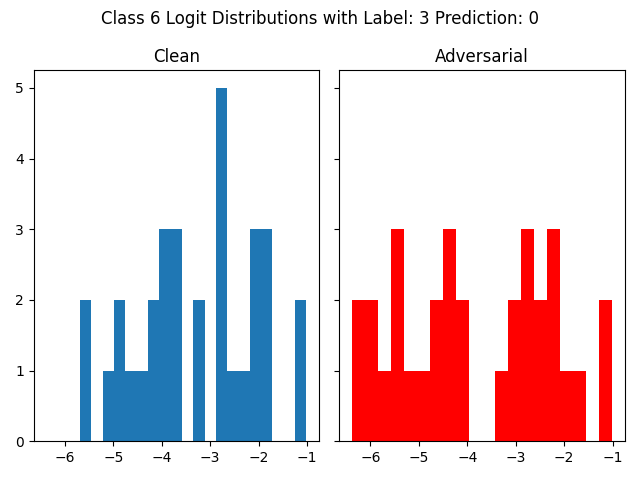 Class 6 Logit Distributions with Label: 3 Prediction: 0
Clean
Adversarial
5
4
3
2
1
0
−6 −5 −4 −3 −2 −1
−6 −5 −4 −3 −2 −1